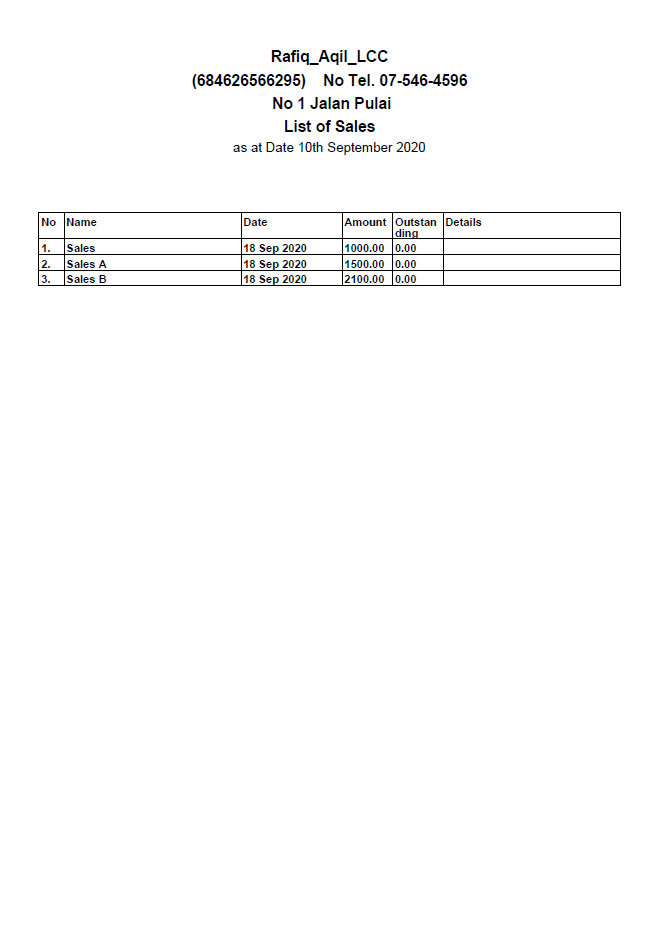 Rafiq_Aqil_LCC
(684626566295) No Tel. 07-546-4596
No 1 Jalan Pulai
List of Sales
as at Date 10th September 2020
No Name Date Amount Outstan
ding Details
1. Sales 18 Sep 2020 1000.00 0.00
2. Sales A 18 Sep 2020 1500.00 0.00
3. Sales B 18 Sep 2020 2100.00 0.00